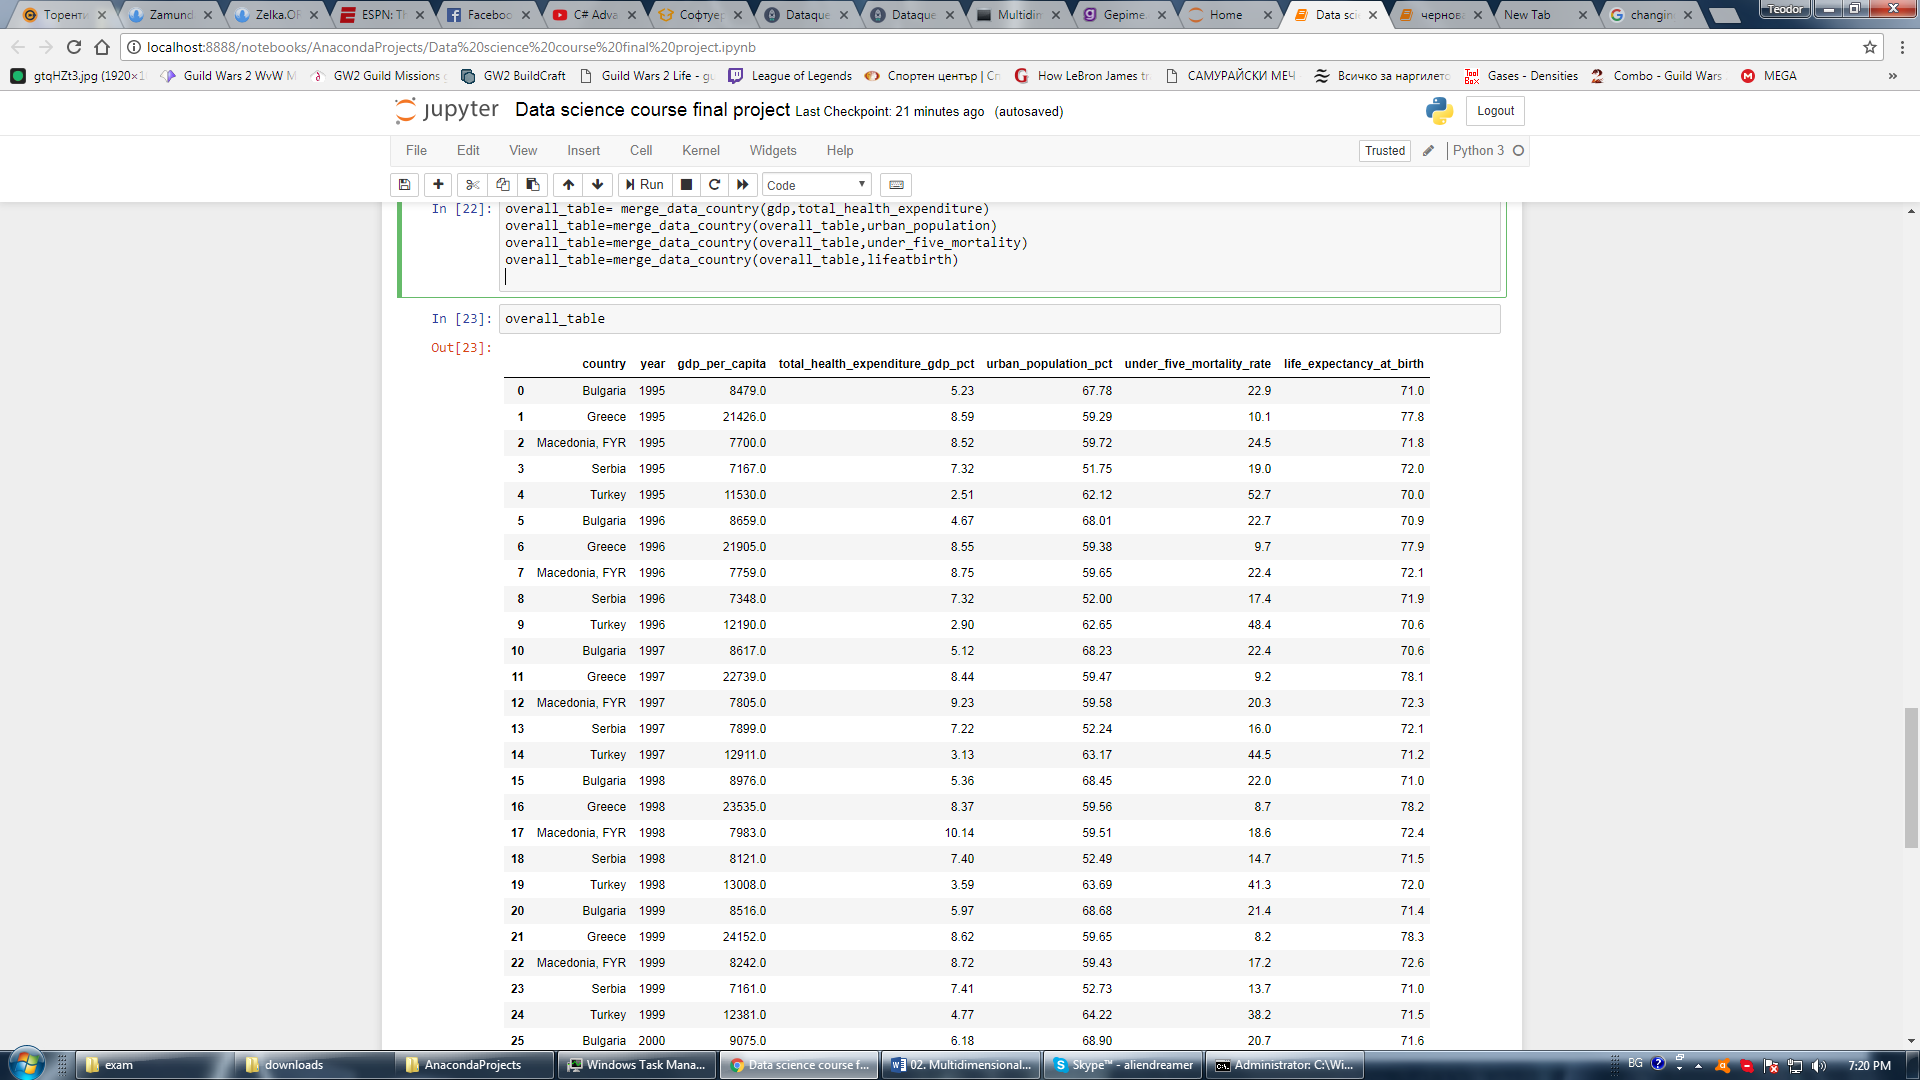 Торенти
Zamund
Zelka.OF
ESPN: Th
Faceboo
C# Adva
Софтуер
Dataque
Dataque
Multidin
Gepime.
Home
Data scie
чернова
New Tab
changin
Teodor
localhost:8888/notebooks/AnacondaProjects/Data%20science%20course%20final%20project.ipynb
gtqHZt3.jpg (1920×1
Guild Wars 2 WvW M
GW2 Guild Missions
GW2 BuildCraft
Guild Wars 2 Life - gu
League of Legends
Спортен център | Сп
How LeBron James tr
САМУРАЙСКИ МЕЧ
Всичко за наргилето
Gases - Densities
Combo - Guild Wars
MEGA
jupyter
Data science course final project Last Checkpoint: 21 minutes ago (autosaved)
Logout
File Edit View Insert Cell Kernel Widgets Help
Trusted
Python 3
Run
Code
In [22]: overall_table= merge_data_country(gdp,total_health_expenditure)
overall_table=merge_data_country(overall_table,urban_population)
overall_table=merge_data_country(overall_table,under_five_mortality)
overall_table=merge_data_country(overall_table,lifeatbirth)
In [23]: overall_table
Out[23]:
country year gdp_per_capita total_health_expenditure_gdp_pct urban_population_pct under_five_mortality_rate life_expectancy_at_birth
0 Bulgaria 1995 8479.0 5.23 67.78 22.9 71.0
1 Greece 1995 21426.0 8.59 59.29 10.1 77.8
2 Macedonia, FYR 1995 7700.0 8.52 59.72 24.5 71.8
3 Serbia 1995 7167.0 7.32 51.75 19.0 72.0
4 Turkey 1995 11530.0 2.51 62.12 52.7 70.0
5 Bulgaria 1996 8659.0 4.67 68.01 22.7 70.9
6 Greece 1996 21905.0 8.55 59.38 9.7 77.9
7 Macedonia, FYR 1996 7759.0 8.75 59.65 22.4 72.1
8 Serbia 1996 7348.0 7.32 52.00 17.4 71.9
9 Turkey 1996 12190.0 2.90 62.65 48.4 70.6
10 Bulgaria 1997 8617.0 5.12 68.23 22.4 70.6
11 Greece 1997 22739.0 8.44 59.47 9.2 78.1
12 Macedonia, FYR 1997 7805.0 9.23 59.58 20.3 72.3
13 Serbia 1997 7899.0 7.22 52.24 16.0 72.1
14 Turkey 1997 12911.0 3.13 63.17 44.5 71.2
15 Bulgaria 1998 8976.0 5.36 68.45 22.0 71.0
16 Greece 1998 23535.0 8.37 59.56 8.7 78.2
17 Macedonia, FYR 1998 7983.0 10.14 59.51 18.6 72.4
18 Serbia 1998 8121.0 7.40 52.49 14.7 71.5
19 Turkey 1998 13008.0 3.59 63.69 41.3 72.0
20 Bulgaria 1999 8516.0 5.97 68.68 21.4 71.4
21 Greece 1999 24152.0 8.62 59.65 8.2 78.3
22 Macedonia, FYR 1999 8242.0 8.72 59.43 17.2 72.6
23 Serbia 1999 7161.0 7.41 52.73 13.7 71.0
24 Turkey 1999 12381.0 4.77 64.22 38.2 71.5
25 Bulgaria 2000 9075.0 6.18 68.90 20.7 71.6
exam
downloads
AnacondaProjects
Windows Task Mana...
Data science course f...
02. Multidimensional...
Skype™ - aliendreamer
Administrator: C:\Wi...
BG
7:20 PM